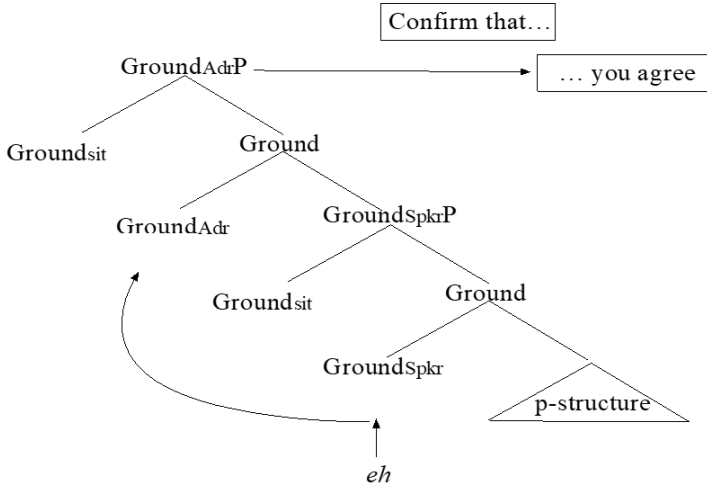 Confirm that…
GroundAdrP
… you agree
Groundsit
Ground
GroundAdr
GroundSpkrP
Groundsit
Ground
GroundSpkr
p-structure
eh